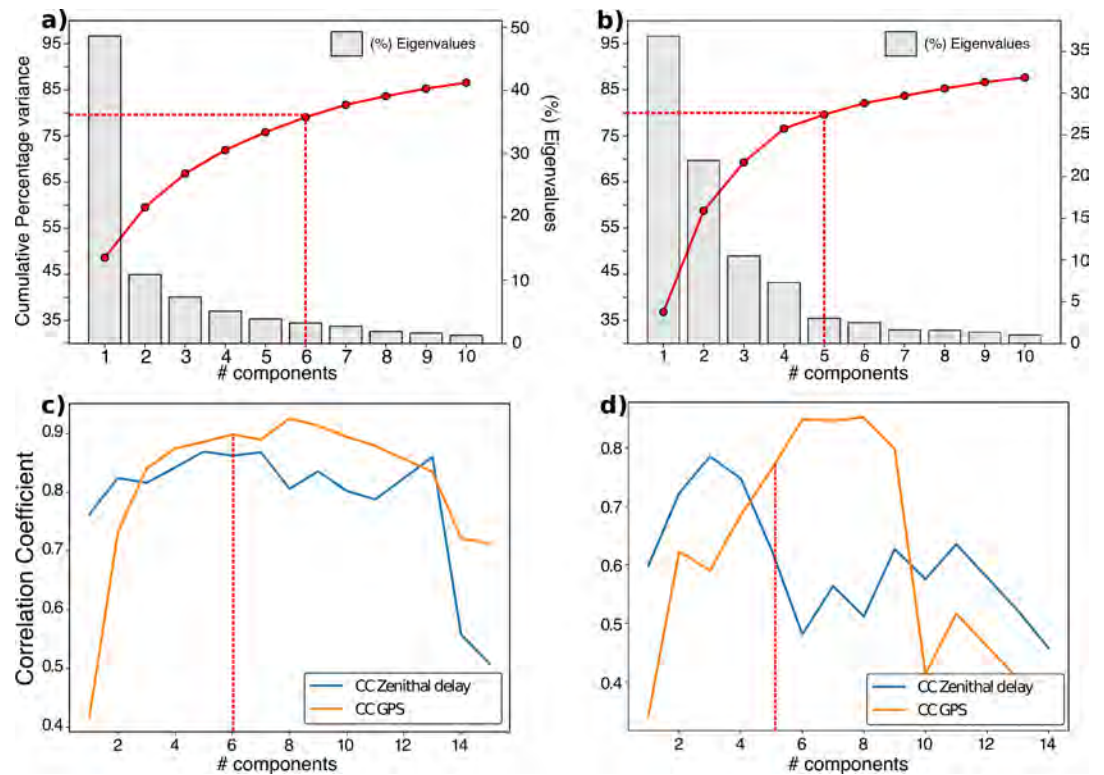 a)
(%) Eigenvalues
Cumulative Percentage variance
95
85
75
65
55
45
35
50
40
30
20
10
0
(%) Eigenvalues
1 2 3 4 5 6 7 8 9 10
# components
b)
(%) Eigenvalues
95
85
75
65
55
45
35
35
30
25
20
15
10
5
0
1 2 3 4 5 6 7 8 9 10
# components
c)
Correlation Coefficient
0.9
0.8
0.7
0.6
0.5
0.4
CC Zenithal delay
CC GPS
2 4 6 8 10 12 14
# components
d)
0.8
0.7
0.6
0.5
0.4
CC Zenithal delay
CC GPS
2 4 6 8 10 12 14
# components